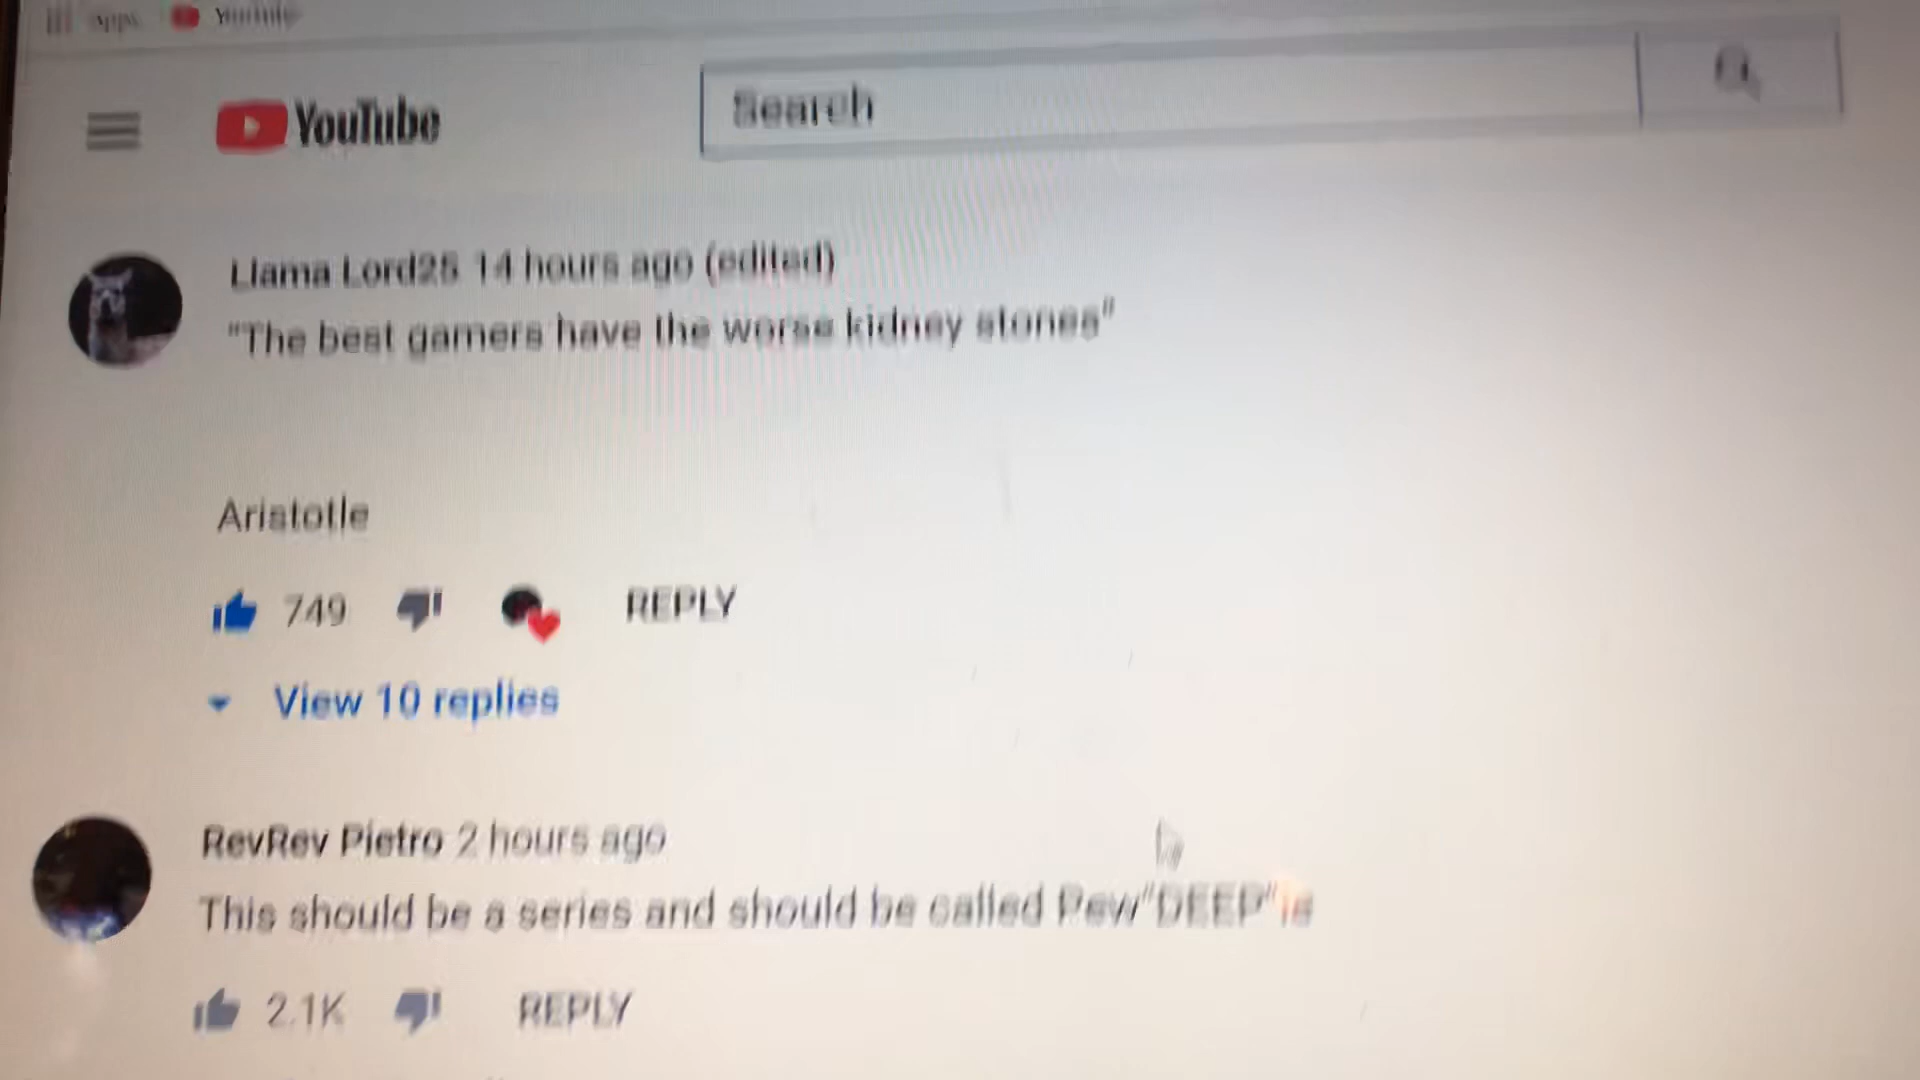 Apps YouTube
YouTube
Search
Llama Lord25 14 hours ago (edited)
"The best gamers have the worse kidney stones"
Aristotle
749 REPLY
View 10 replies
RevRev Pietro 2 hours ago
This should be a series and should be called Pew"DEEP"ie
2.1K REPLY